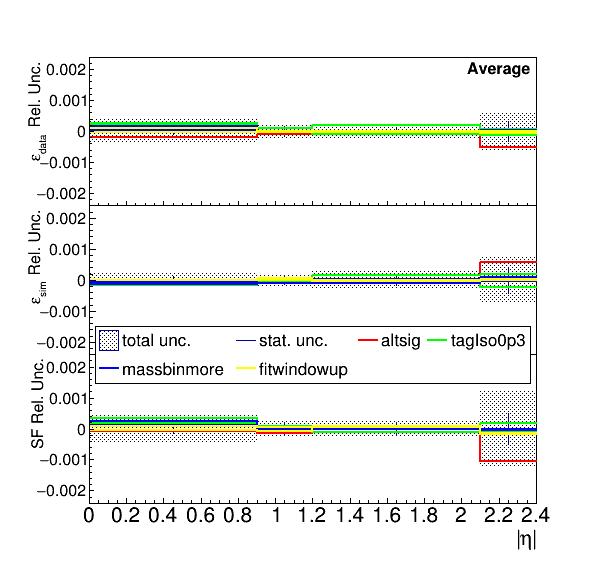 Average
ε_data Rel. Unc.
0.002
0.001
0
−0.001
−0.002
ε_sim Rel. Unc.
0.002
0.001
0
−0.001
−0.002
total unc. stat. unc. altsig tagIso0p3
massbinmore fitwindowup
SF Rel. Unc.
0.002
0.001
0
−0.001
−0.002
0 0.2 0.4 0.6 0.8 1 1.2 1.4 1.6 1.8 2 2.2 2.4
|η|